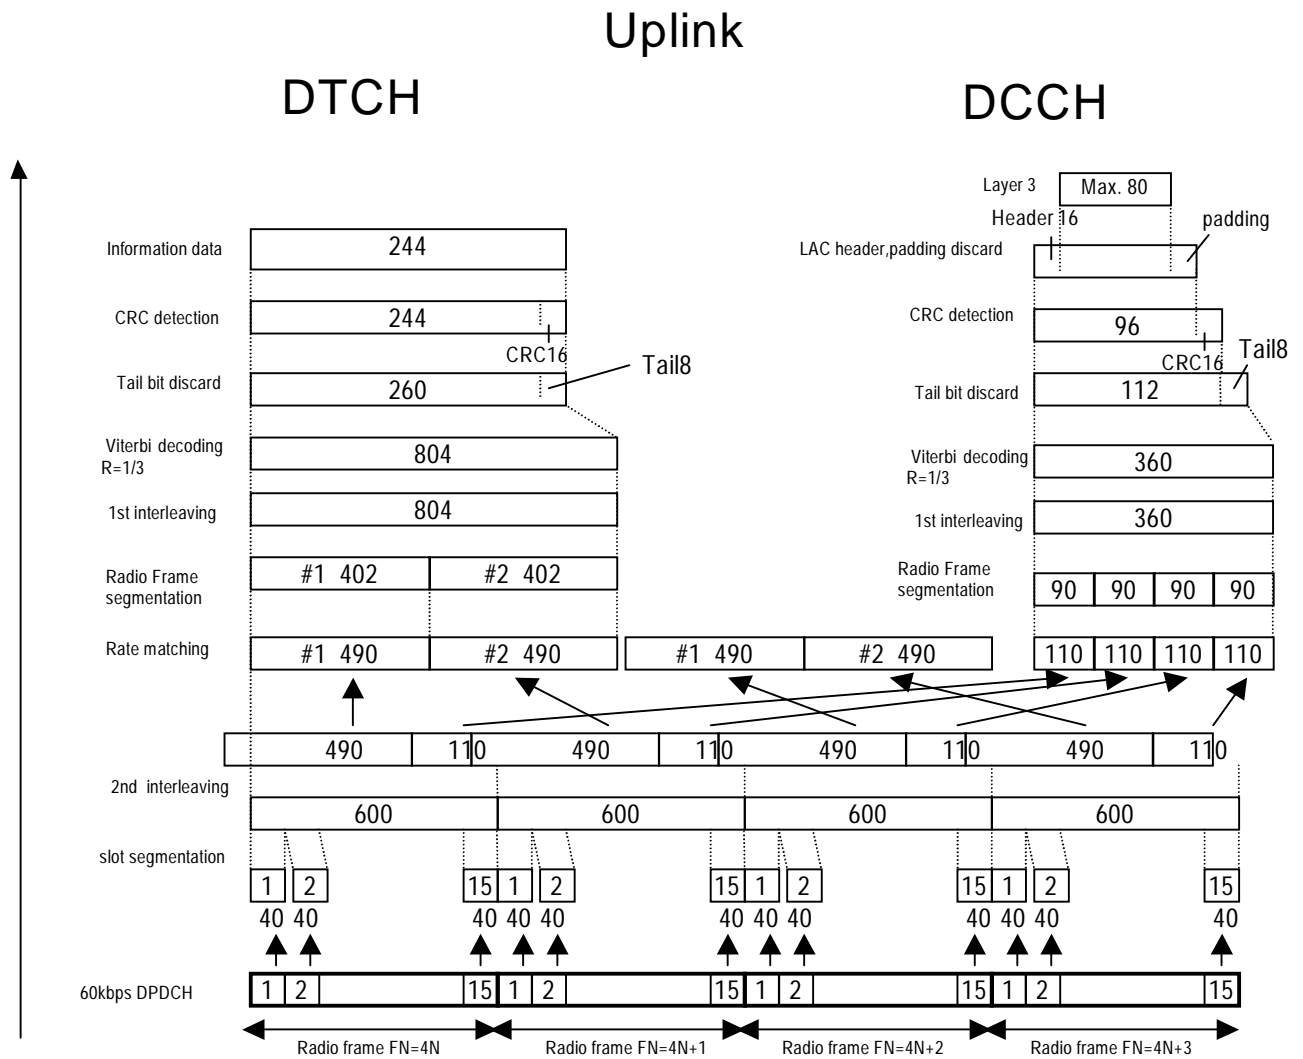 Uplink
DTCH
DCCH
Layer 3
Max. 80
Header 16
padding
Information data
244
LAC header,padding discard
CRC detection
244
CRC16
CRC detection
96
CRC16
Tail bit discard
260
Tail8
Tail bit discard
112
Tail8
Viterbi decoding
R=1/3
804
Viterbi decoding
R=1/3
360
1st interleaving
804
1st interleaving
360
Radio Frame
segmentation
#1 402
#2 402
Radio Frame
segmentation
90 90 90 90
Rate matching
#1 490
#2 490
#1 490
#2 490
110 110 110 110
490 110 490 110 490 110 490 110
2nd interleaving
600 600 600 600
slot segmentation
1 2 15 1 2 15 1 2 15 1 2 15
40 40 40 40 40 40 40 40 40 40 40 40
60kbps DPDCH
1 2 15 1 2 15 1 2 15 1 2 15
Radio frame FN=4N
Radio frame FN=4N+1
Radio frame FN=4N+2
Radio frame FN=4N+3